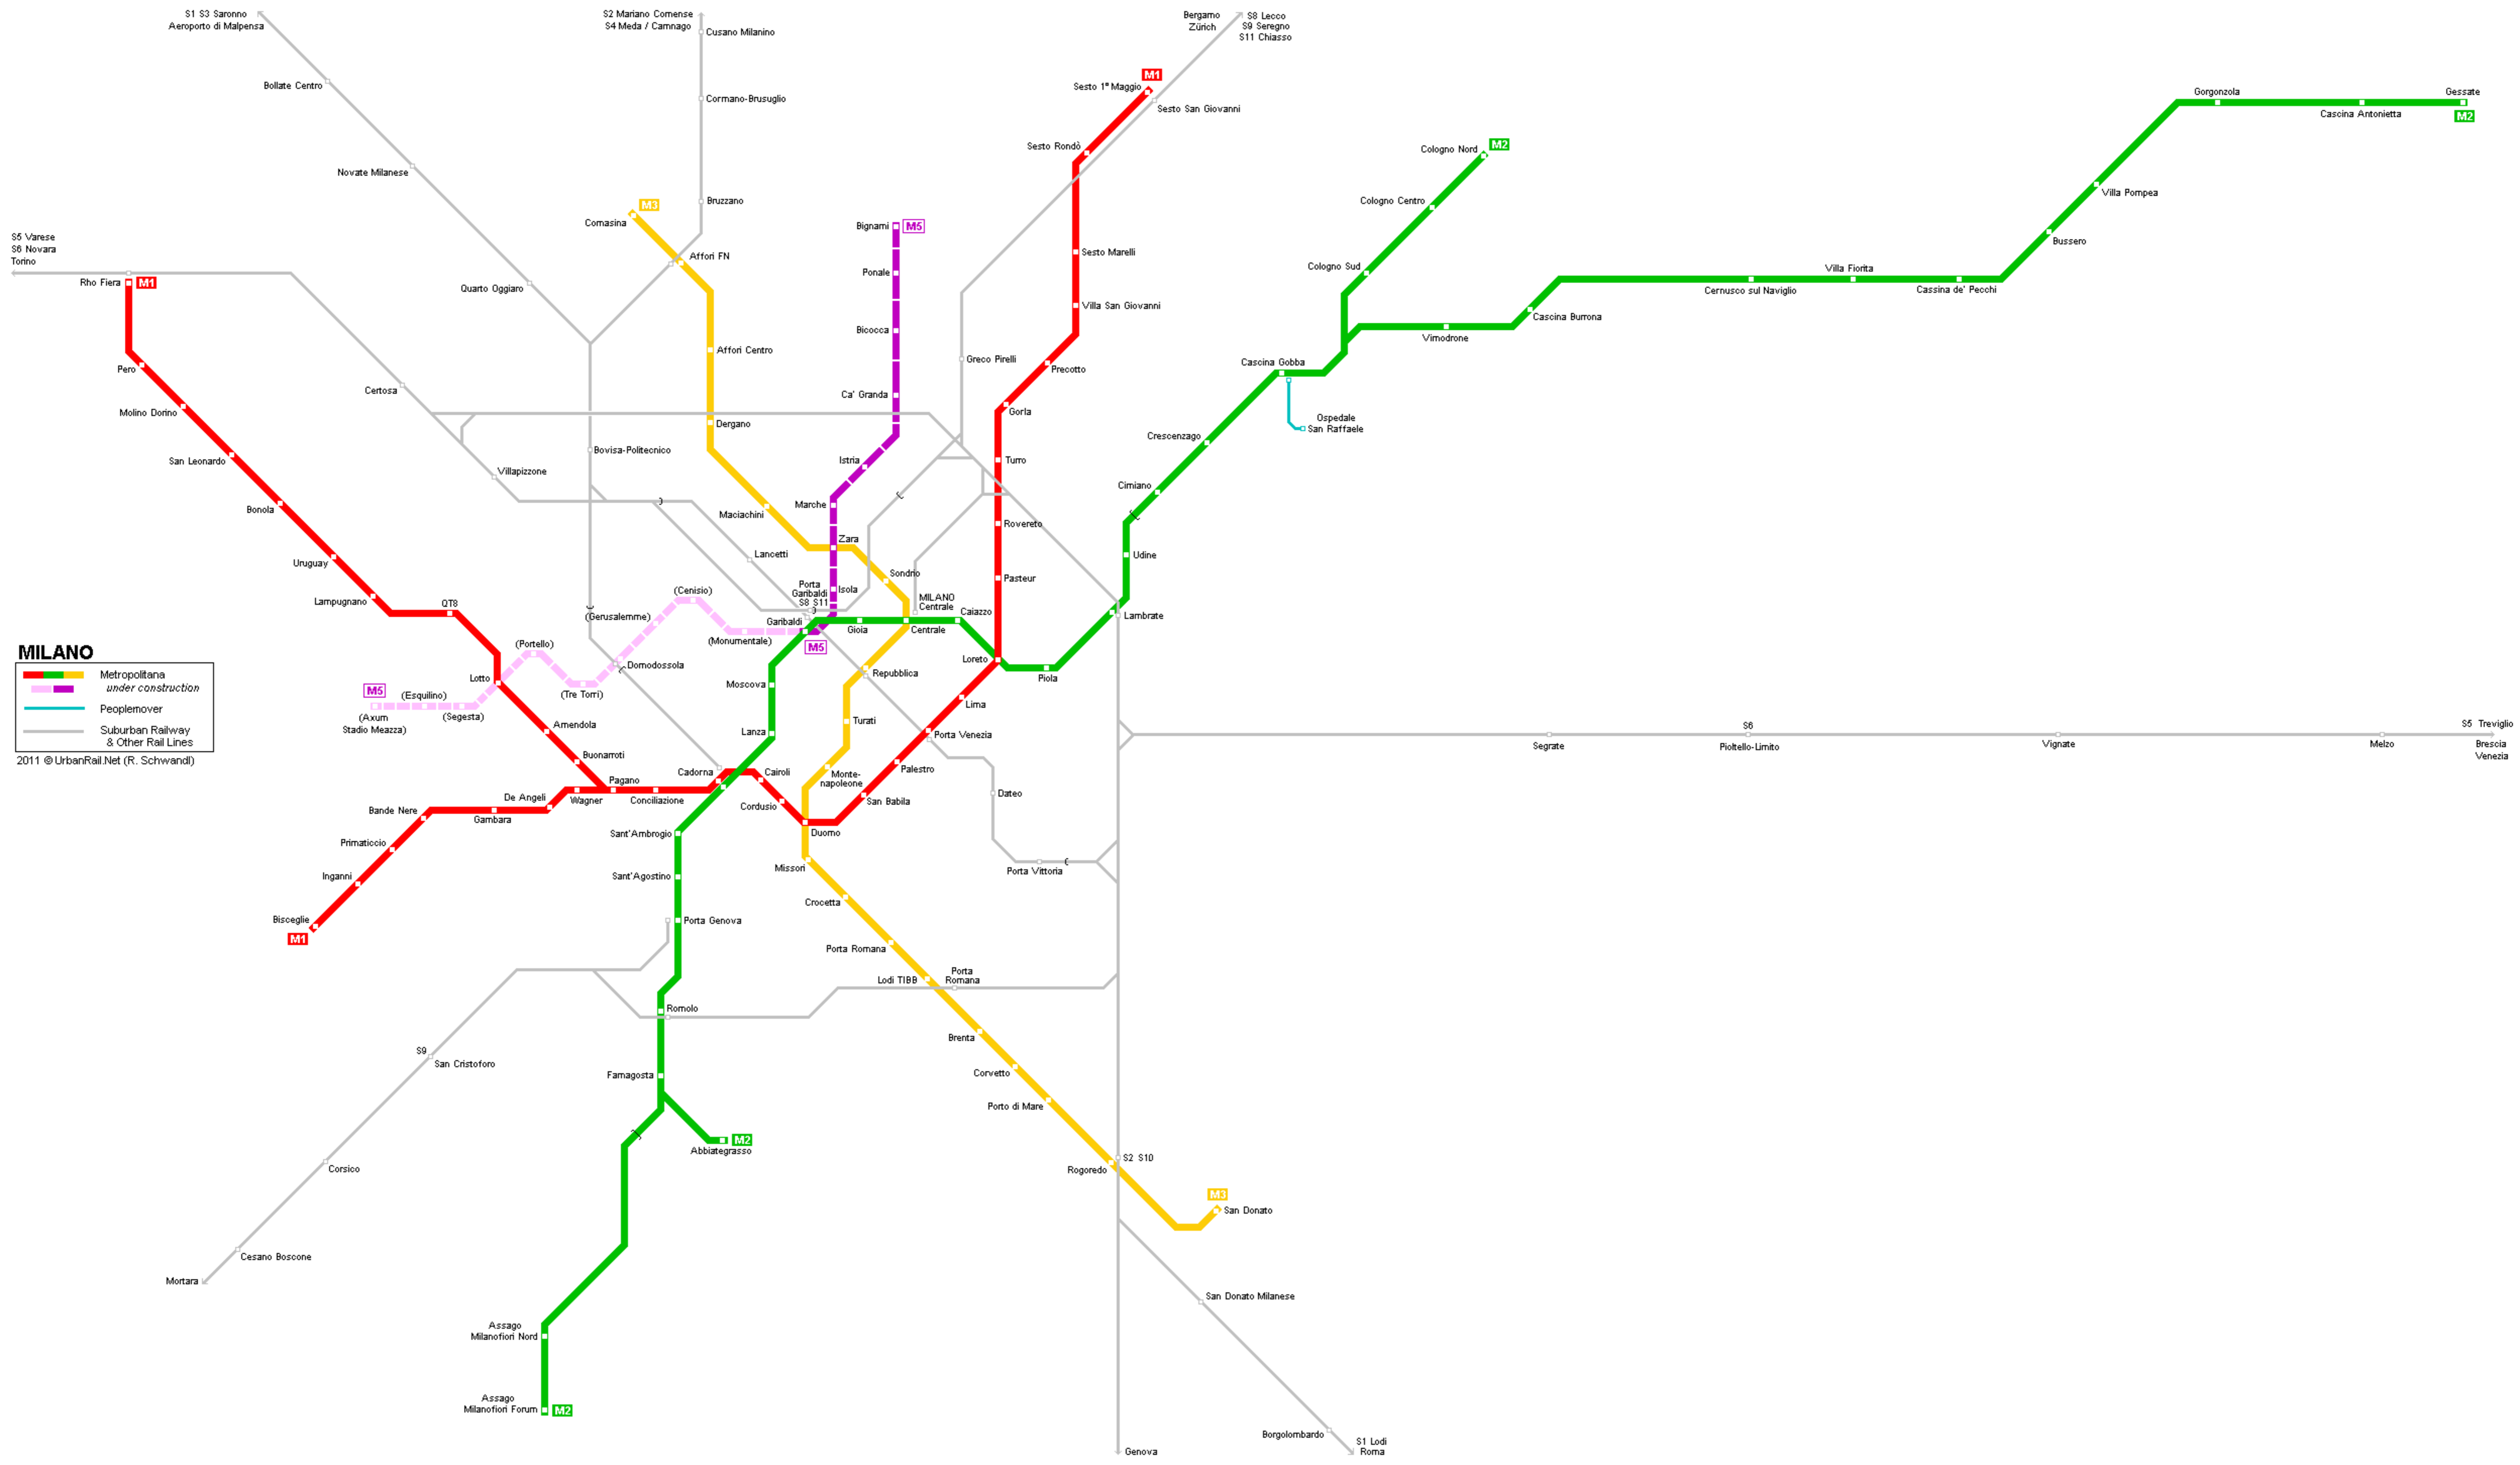 S1 S3 Saronno
Aeroporto di Malpensa
S2 Mariano Comense
S4 Meda / Camnago
Cusano Milanino
Bergamo
Zürich
S8 Lecco
S9 Seregno
S11 Chiasso
Bollate Centro
Cormano-Brusuglio
M1
Sesto 1º Maggio
Sesto San Giovanni
Gorgonzola
Cascina Antonietta
Gessate
M2
Novate Milanese
Bruzzano
Sesto Rondò
Cologno Nord
M2
Villa Pompea
M3
Comasina
Cologno Centro
Bignami
M5
Bussero
S5 Varese
S6 Novara
Torino
Affori FN
Sesto Marelli
Ponale
Cologno Sud
Villa Fiorita
Rho Fiera
M1
Quarto Oggiaro
Cernusco sul Naviglio
Cassina de' Pecchi
Villa San Giovanni
Cascina Burrona
Bicocca
Vimodrone
Affori Centro
Greco Pirelli
Cascina Gobba
Pero
Precotto
Certosa
Ca' Granda
Molino Dorino
Gorla
Dergano
Ospedale
San Raffaele
Crescenzago
Bovisa-Politecnico
San Leonardo
Istria
Turro
Villapizzone
Cimiano
Bonola
Maciachini
Marche
Rovereto
Zara
Lancetti
Udine
Uruguay
Sondrio
Pasteur
Porta
Garibaldi
S8 S11
Isola
(Cenisio)
MILANO
Centrale
Lampugnano
QT8
(Gerusalemme)
Caiazzo
Lambrate
Garibaldi
Gioia
Centrale
(Monumentale)
M5
(Portello)
MILANO
Metropolitana
under construction
Peoplemover
Suburban Railway
& Other Rail Lines
2011 © UrbanRail.Net (R. Schwandl)
Domodossola
Loreto
Lotto
Repubblica
Piola
M5
(Esquilino)
(Tre Torri)
Moscova
(Axum
Stadio Meazza)
(Segesta)
Lima
Turati
Amendola
Lanza
Porta Venezia
S6
S5 Treviglio
Segrate
Pioltello-Limito
Vignate
Melzo
Brescia
Venezia
Buonarroti
Cadorna
Cairoli
Monte-
napoleone
Palestro
Pagano
De Angeli
Wagner
Conciliazione
Cordusio
San Babila
Dateo
Bande Nere
Gambara
Sant'Ambrogio
Duomo
Primaticcio
Missori
Porta Vittoria
Inganni
Sant'Agostino
Crocetta
Bisceglie
M1
Porta Genova
Porta Romana
Lodi TIBB
Porta
Romana
Romolo
Brenta
S9
San Cristoforo
Famagosta
Corvetto
Porto di Mare
M2
Abbiategrasso
S2 S10
Rogoredo
Corsico
M3
San Donato
Cesano Boscone
Mortara
San Donato Milanese
Assago
Milanofiori Nord
Assago
Milanofiori Forum
M2
Borgolombardo
S1 Lodi
Roma
Genova